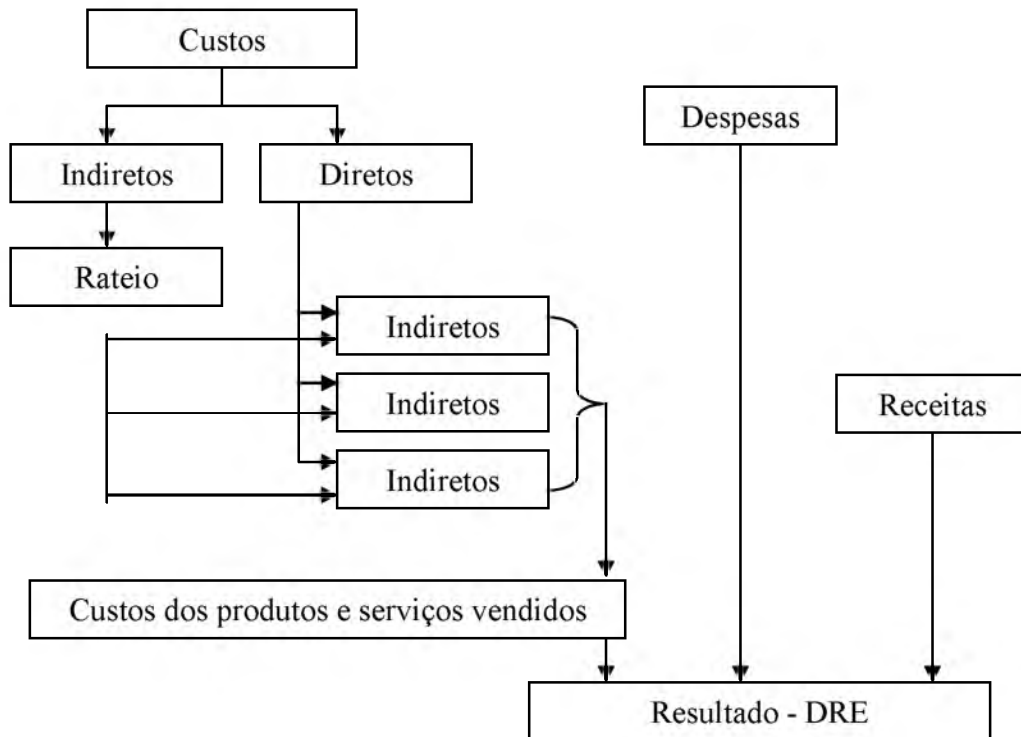 Custos
Despesas
Indiretos
Diretos
Rateio
Indiretos
Indiretos
Receitas
Indiretos
Custos dos produtos e serviços vendidos
Resultado - DRE